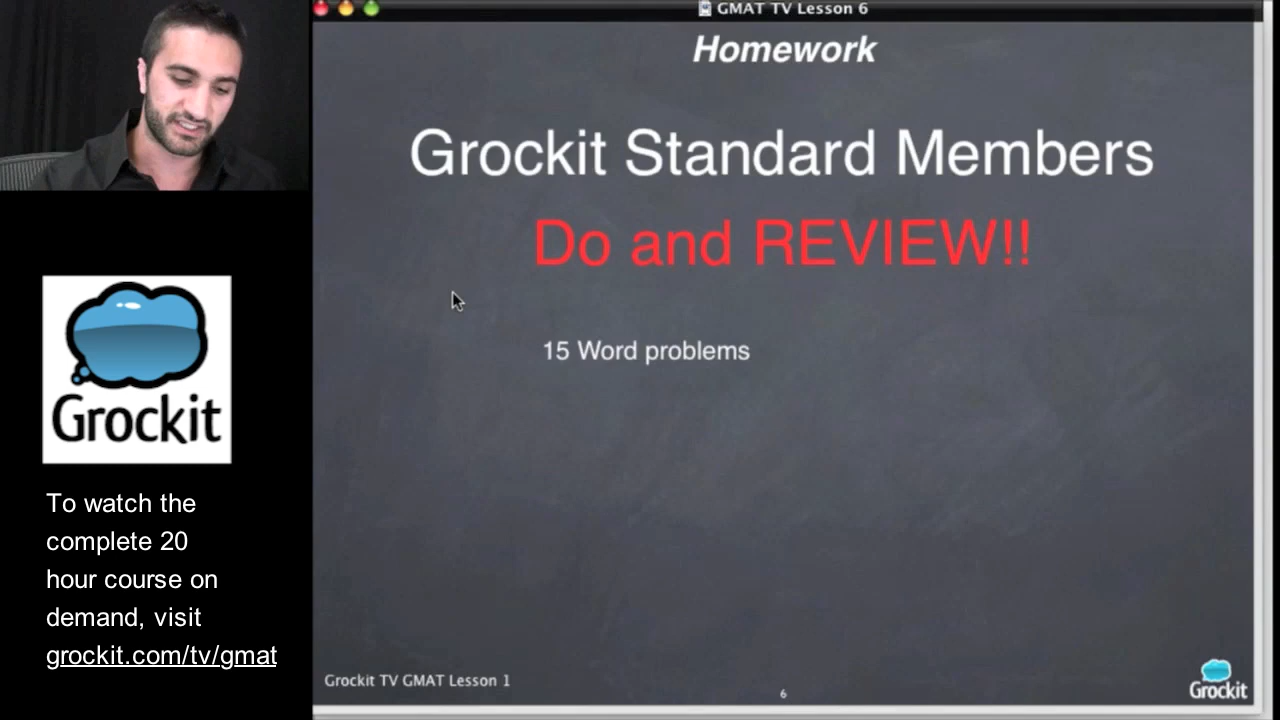 GMAT TV Lesson 6
Homework
Grockit Standard Members
Do and REVIEW!!
15 Word problems
Grockit
To watch the
complete 20
hour course on
demand, visit
grockit.com/tv/gmat
Grockit TV GMAT Lesson 1
6
Grockit